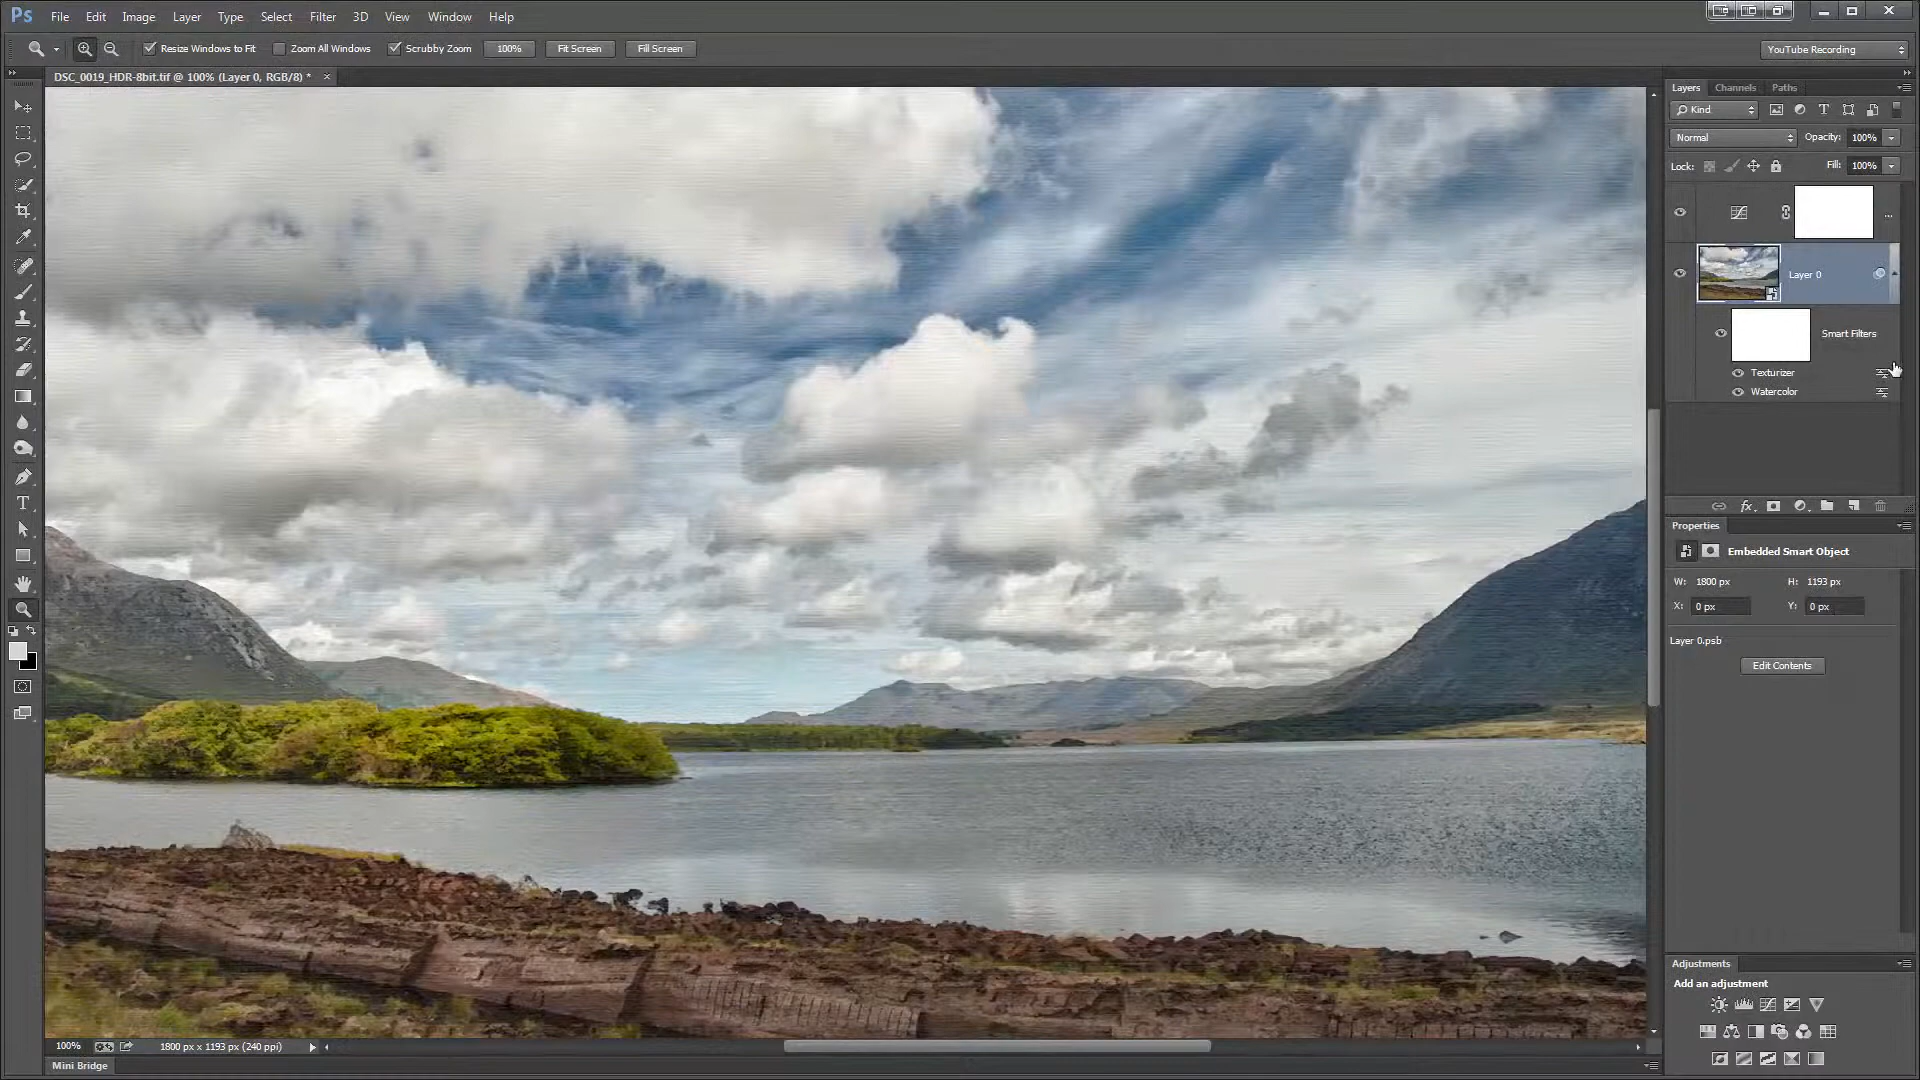 Ps File Edit Image Layer Type Select Filter 3D View Window Help
Resize Windows to Fit Zoom All Windows Scrubby Zoom 100% Fit Screen Fill Screen YouTube Recording
DSC_0019_HDR-8bit.tif @ 100% (Layer 0, RGB/8) * ×
Layers Channels Paths
Kind
Normal Opacity: 100%
Lock: Fill: 100%
...
Layer 0
Smart Filters
Texturizer
Watercolor
fx
Properties
Embedded Smart Object
W: 1800 px H: 1193 px
X: 0 px Y: 0 px
Layer 0.psb
Edit Contents
Adjustments
Add an adjustment
100% 1800 px x 1193 px (240 ppi)
Mini Bridge